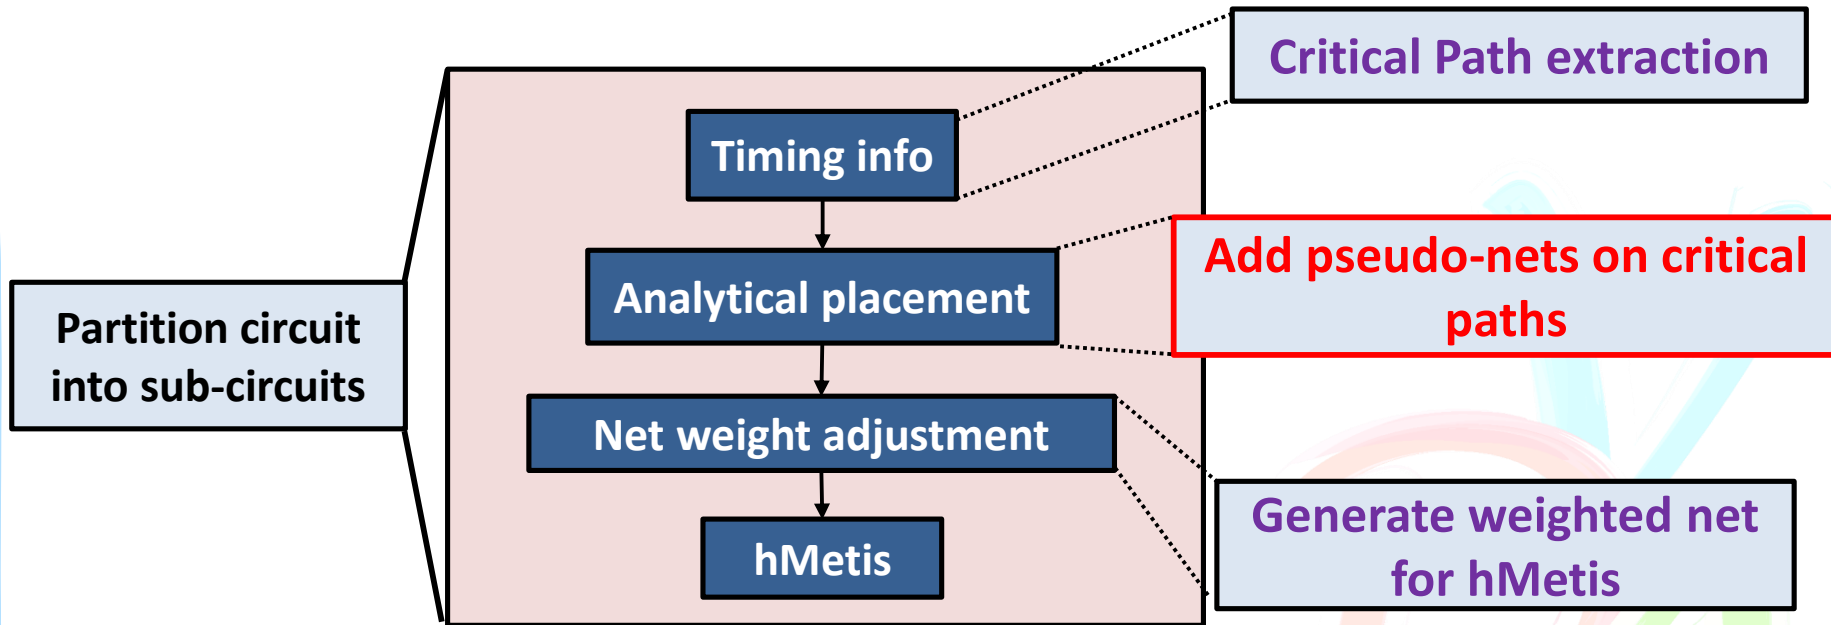 Critical Path extraction
Timing info
Add pseudo-nets on critical
paths
Analytical placement
Partition circuit
into sub-circuits
Net weight adjustment
Generate weighted net
for hMetis
hMetis